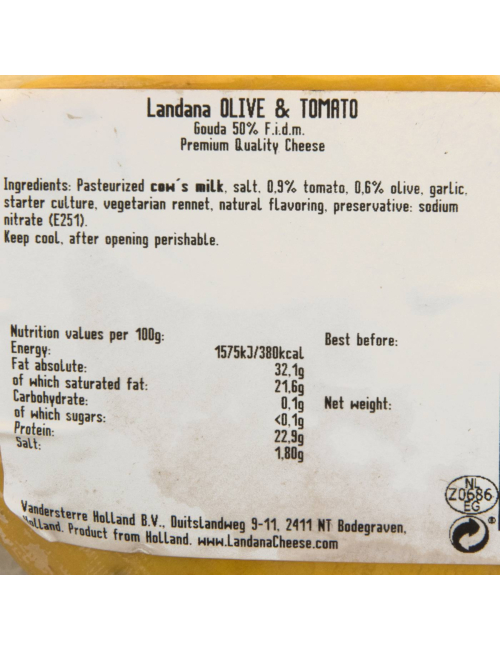 Landana OLIVE & TOMATO
Gouda 50% F.i.d.m.
Premium Quality Cheese
Ingredients: Pasteurized cow's milk, salt, 0,9% tomato, 0,6% olive, garlic,
starter culture, vegetarian rennet, natural flavoring, preservative: sodium
nitrate (E251).
Keep cool, after opening perishable.
Nutrition values per 100g:
Energy: 1575kJ/380kcal
Fat absolute: 32,1g
of which saturated fat: 21,6g
Carbohydrate: 0,1g
of which sugars: <0,1g
Protein: 22,9g
Salt: 1,80g
Best before:
Net weight:
NL
Z0686
EG
Vandersterre Holland B.V., Duitslandweg 9-11, 2411 NT Bodegraven,
Holland. Product from Holland. www.LandanaCheese.com
®